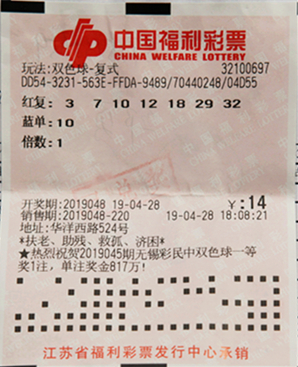 中国福利彩票
CHINA WELFARE LOTTERY
玩法:双色球-复式 32100697
DD54-3231-563E-FFDA-9489/70440248/04D55
红复: 3 7 10 12 18 29 32
蓝单:10
倍数:1
开奖期:2019048 19-04-28 ¥:14
销售期:2019048-220 19-04-28 18:08:21
地址:华洋西路524号
*扶老、助残、救孤、济困*
★热烈祝贺2019045期无锡彩民中双色球一等
奖1注，单注奖金817万!
江苏省福利彩票发行中心承销